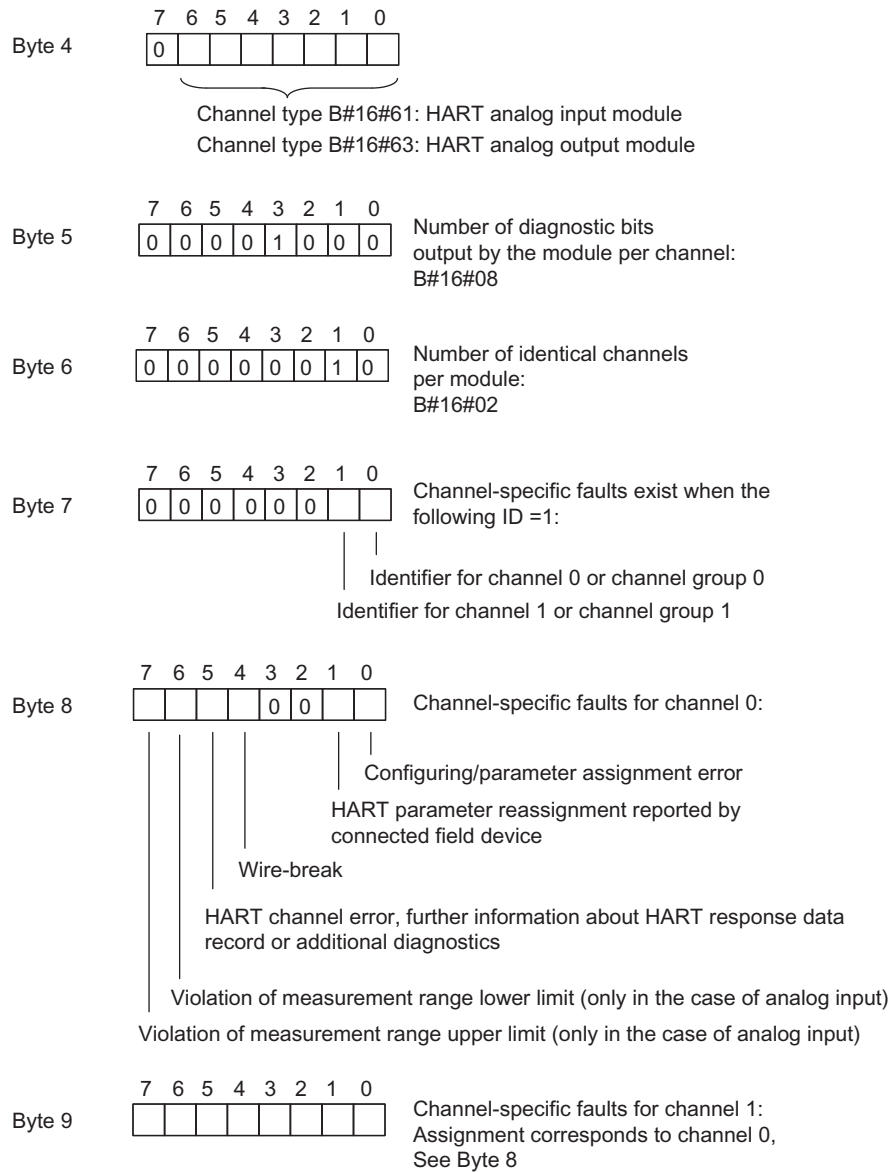 7 6 5 4 3 2 1 0
Byte 4
0
Channel type B#16#61: HART analog input module
Channel type B#16#63: HART analog output module
7 6 5 4 3 2 1 0
Byte 5
0 0 0 0 1 0 0 0
Number of diagnostic bits
output by the module per channel:
B#16#08
7 6 5 4 3 2 1 0
Byte 6
0 0 0 0 0 0 1 0
Number of identical channels
per module:
B#16#02
7 6 5 4 3 2 1 0
Byte 7
0 0 0 0 0 0
Channel-specific faults exist when the
following ID =1:
Identifier for channel 0 or channel group 0
Identifier for channel 1 or channel group 1
7 6 5 4 3 2 1 0
Byte 8
0 0
Channel-specific faults for channel 0:
Configuring/parameter assignment error
HART parameter reassignment reported by
connected field device
Wire-break
HART channel error, further information about HART response data
record or additional diagnostics
Violation of measurement range lower limit (only in the case of analog input)
Violation of measurement range upper limit (only in the case of analog input)
7 6 5 4 3 2 1 0
Byte 9
Channel-specific faults for channel 1:
Assignment corresponds to channel 0,
See Byte 8